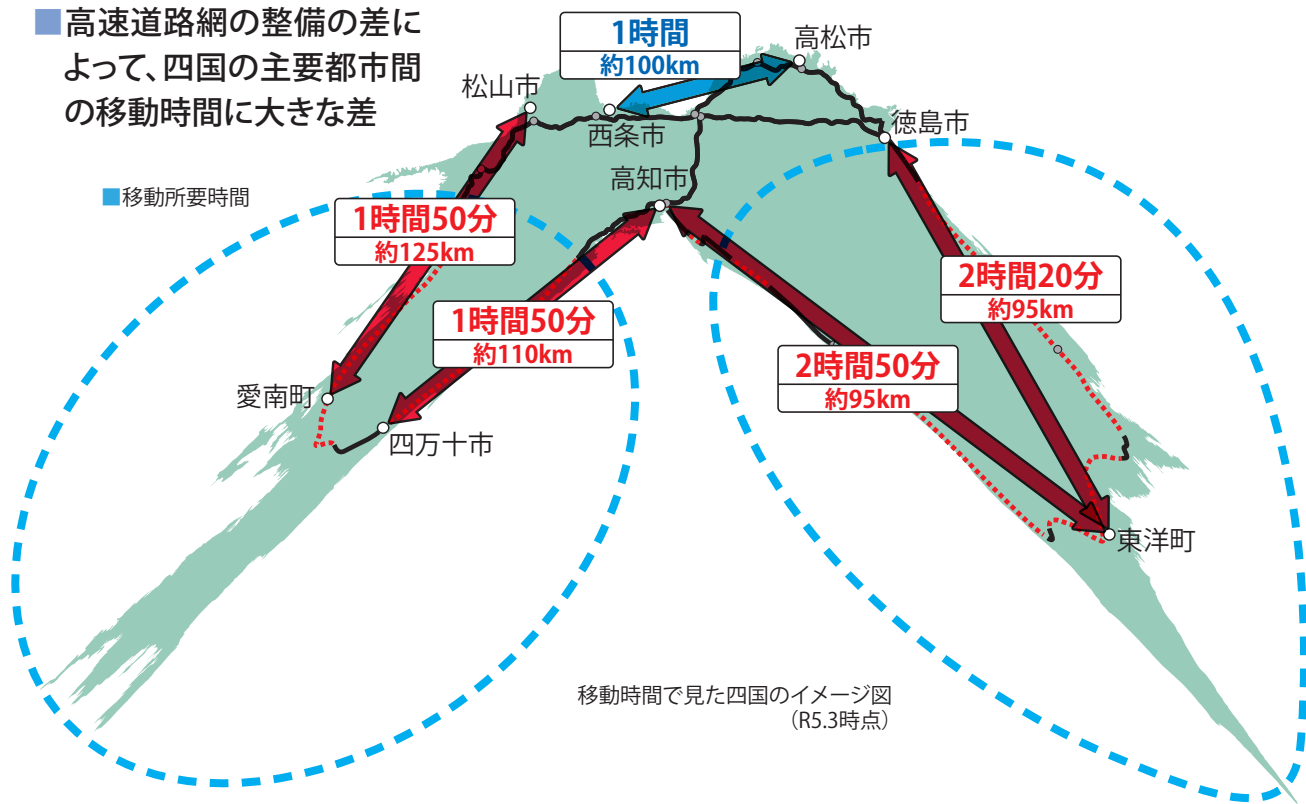 ■高速道路網の整備の差に
よって、四国の主要都市間
の移動時間に大きな差
■移動所要時間
1時間
約100km
高松市
松山市
西条市
徳島市
高知市
1時間50分
約125km
2時間20分
約95km
1時間50分
約110km
2時間50分
約95km
愛南町
四万十市
東洋町
移動時間で見た四国のイメージ図
（R5.3時点）